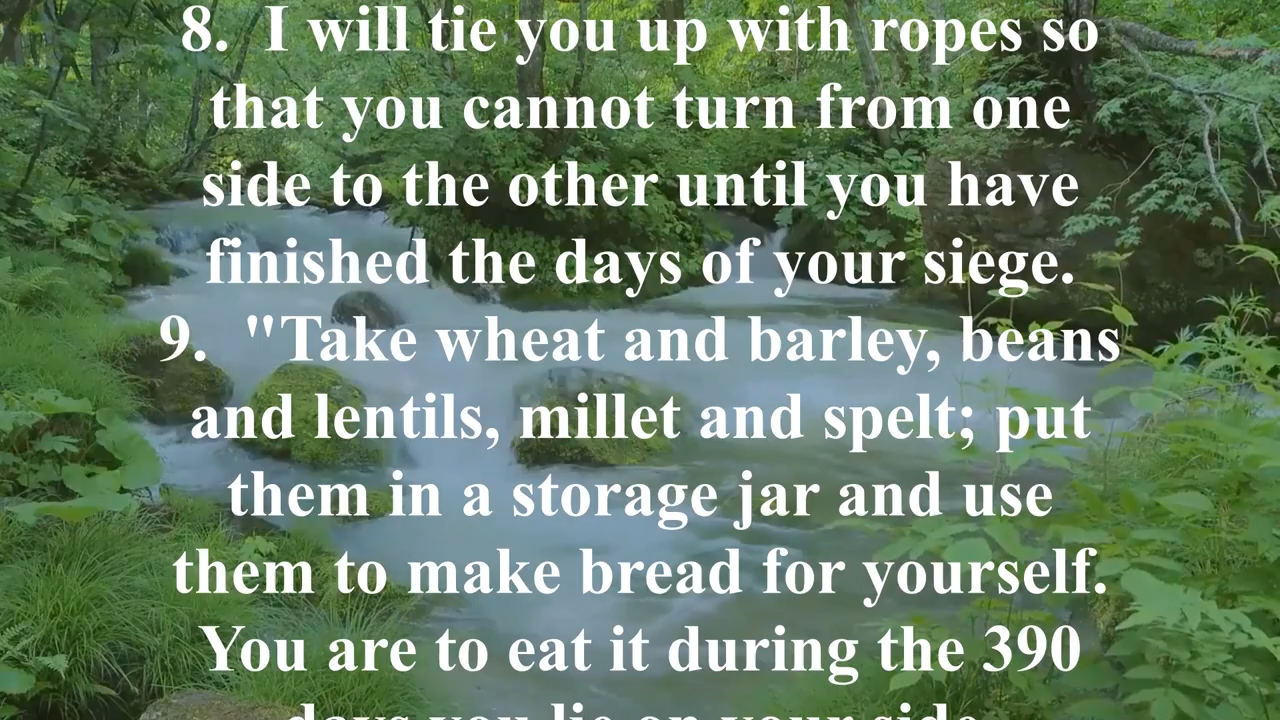 8. I will tie you up with ropes so
that you cannot turn from one
side to the other until you have
finished the days of your siege.
9. "Take wheat and barley, beans
and lentils, millet and spelt; put
them in a storage jar and use
them to make bread for yourself.
You are to eat it during the 390
days you lie on your side.